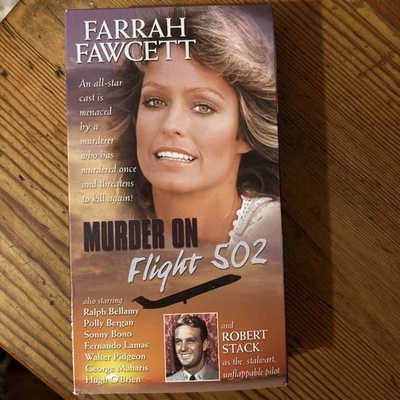 FARRAH
FAWCETT
An all-star
cast is
menaced
by a
murderer
who has
murdered once
and threatens
to kill again!
MURDER ON
Flight 502
also starring
Ralph Bellamy
Polly Bergan
Sonny Bono
Fernando Lamas
Walter Pidgeon
George Maharis
Hugh O'Brien
and
ROBERT
STACK
as the stalwart,
unflappable pilot